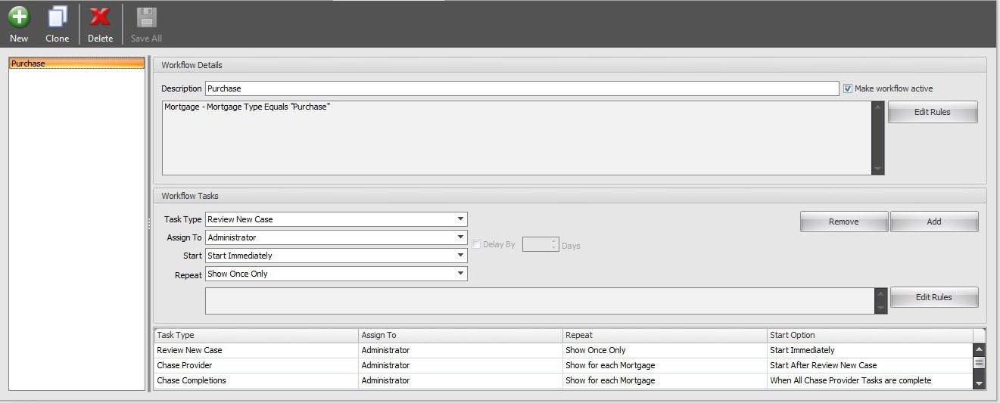 New Clone Delete Save All
Purchase
Workflow Details
Description Purchase Make workflow active
Mortgage - Mortgage Type Equals "Purchase"
Edit Rules
Workflow Tasks
Task Type Review New Case Remove Add
Assign To Administrator Delay By Days
Start Start Immediately
Repeat Show Once Only
Edit Rules
Task Type Assign To Repeat Start Option
Review New Case Administrator Show Once Only Start Immediately
Chase Provider Administrator Show for each Mortgage Start After Review New Case
Chase Completions Administrator Show for each Mortgage When All Chase Provider Tasks are complete